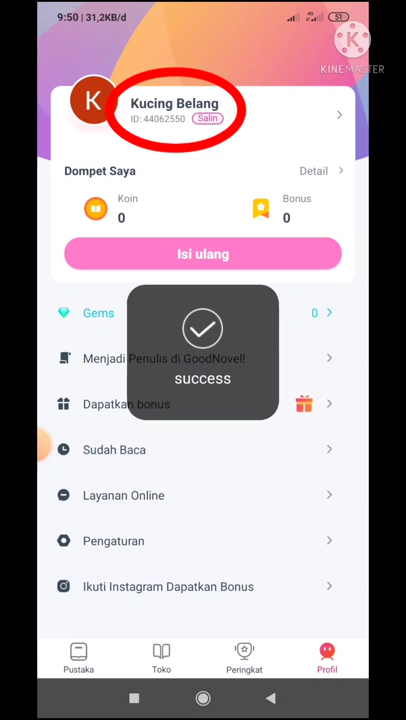 9:50 | 31,2KB/d
4G
51
KINEMASTER
K
Kucing Belang
ID: 44062550 Salin
Dompet Saya
Detail
Koin
0
Bonus
0
Isi ulang
Gems
0
success
Menjadi Penulis di GoodNovel!
Dapatkan bonus
Sudah Baca
Layanan Online
Pengaturan
Ikuti Instagram Dapatkan Bonus
Pustaka
Toko
Peringkat
Profil